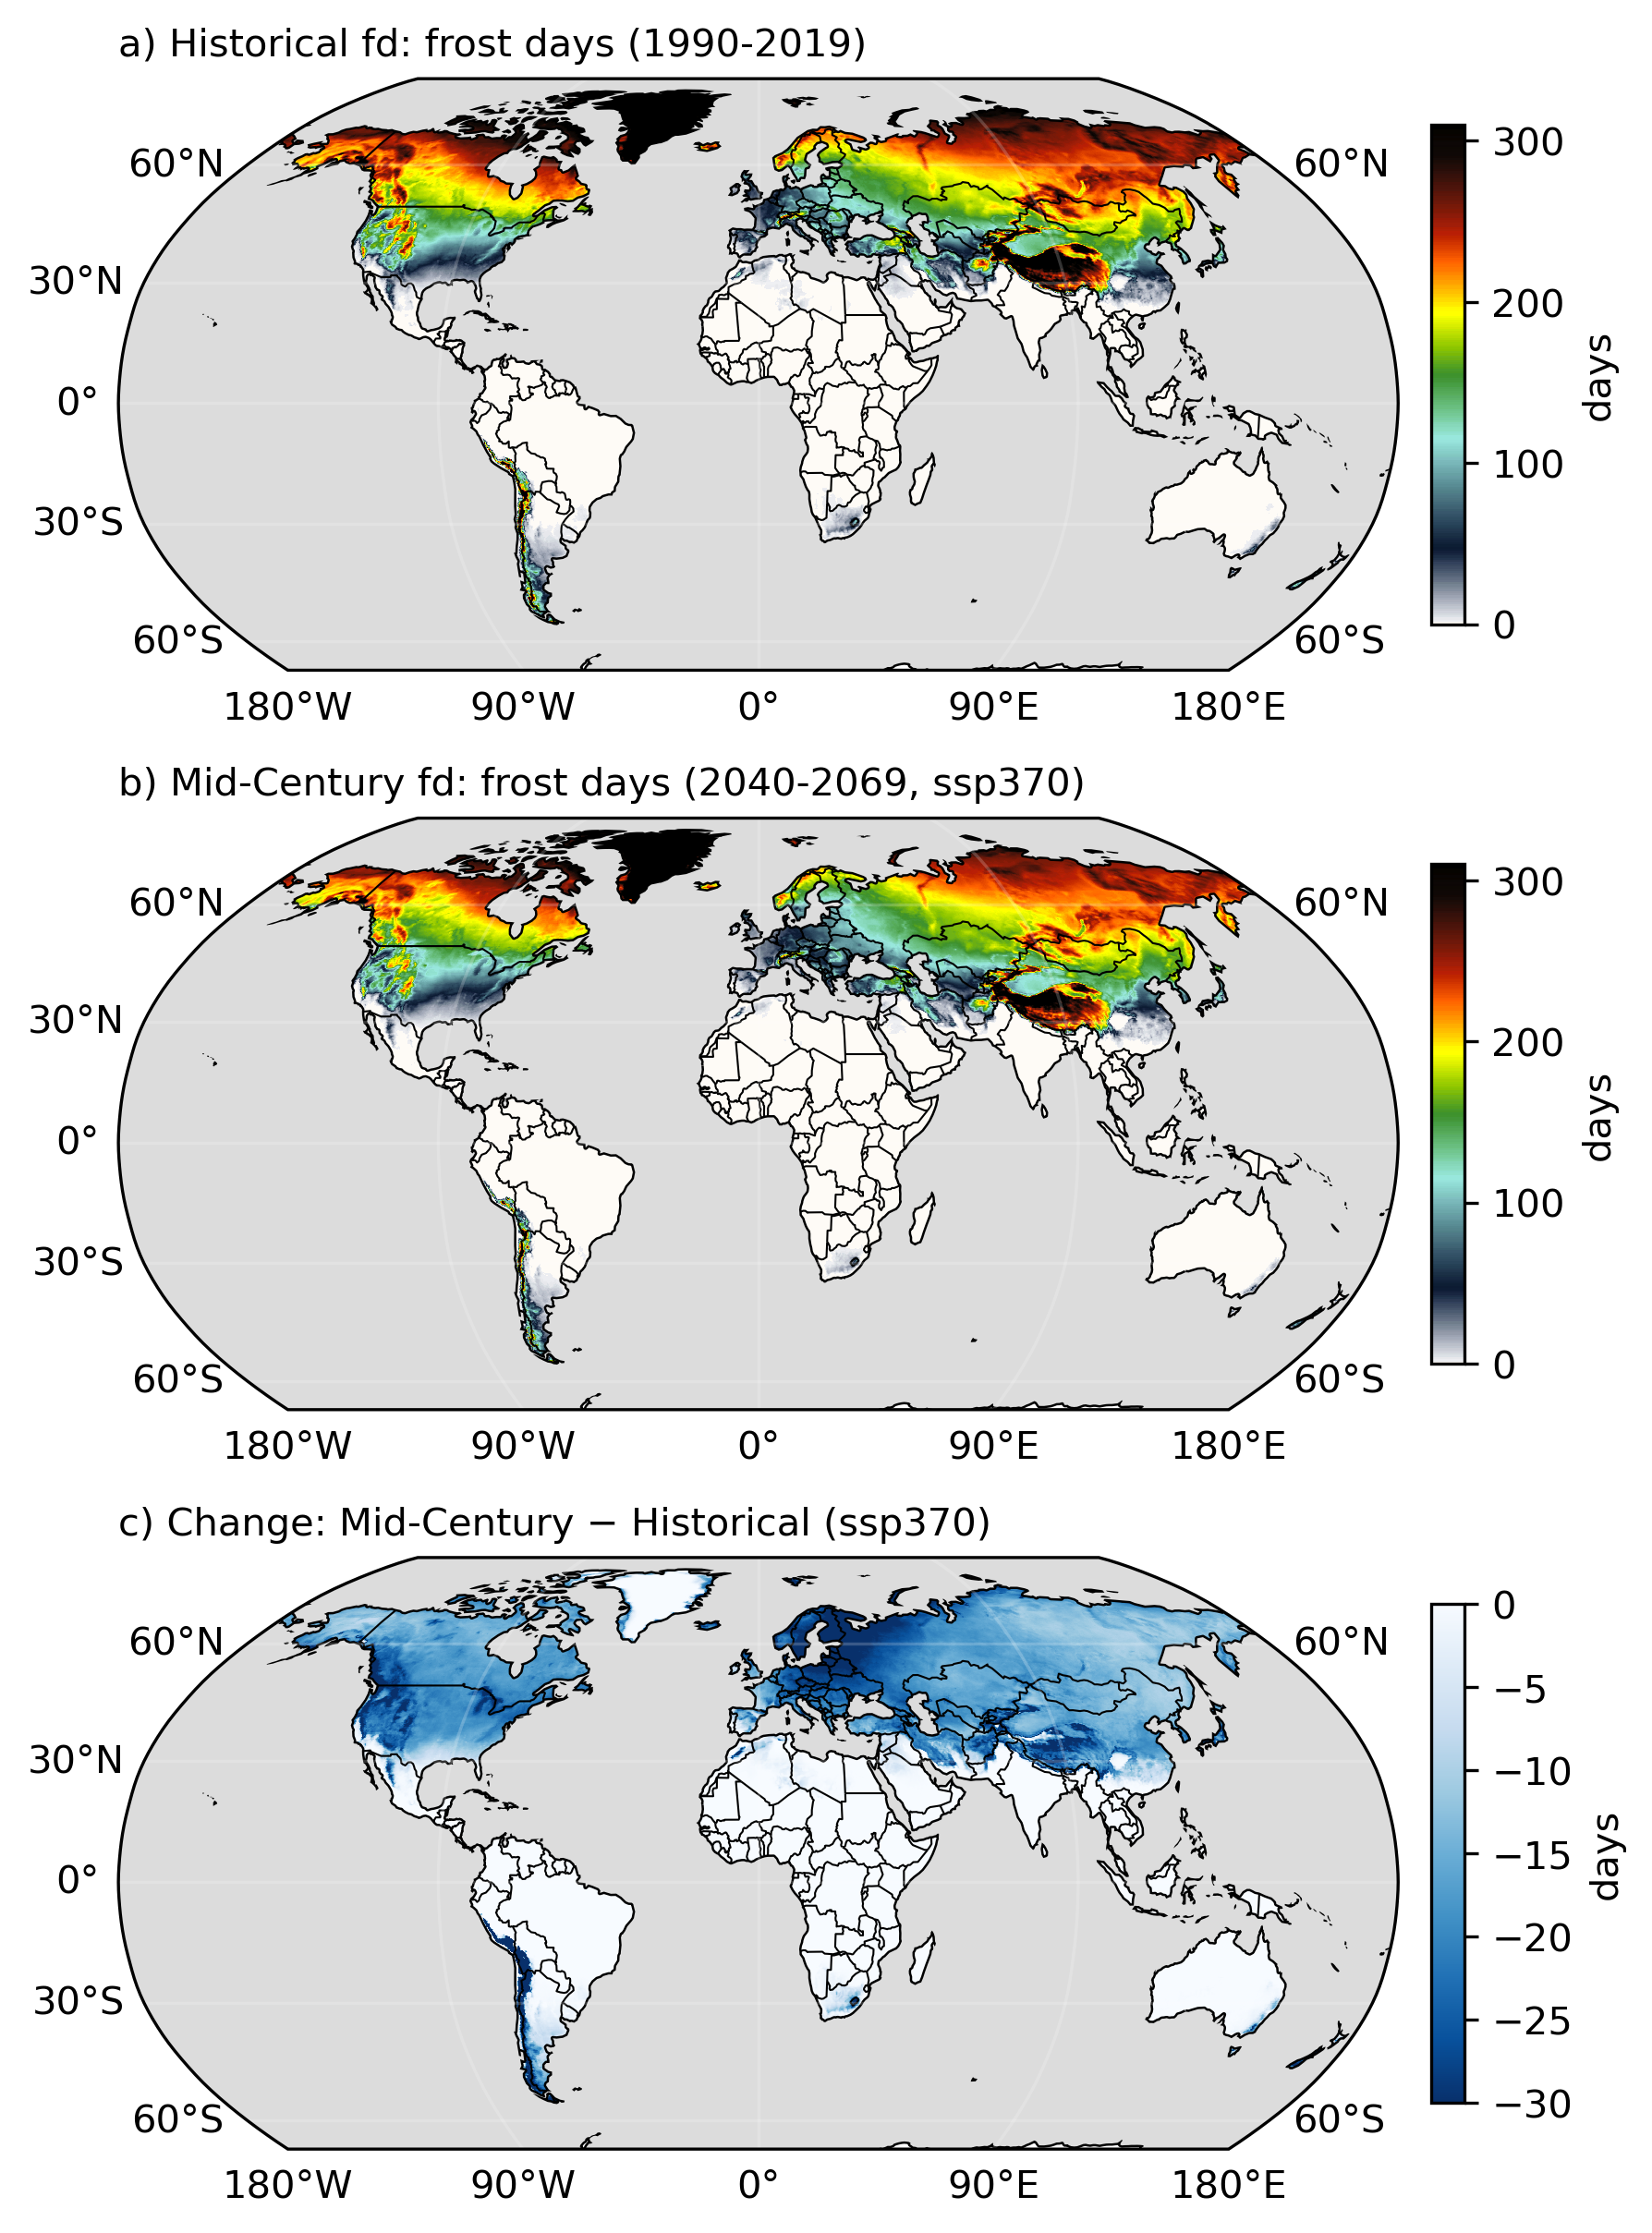 a) Historical fd: frost days (1990-2019)
60°N
60°N
30°N
0°
30°S
60°S
60°S
180°W
90°W
0°
90°E
180°E
300
200
100
0
days
b) Mid-Century fd: frost days (2040-2069, ssp370)
60°N
60°N
30°N
0°
30°S
60°S
60°S
180°W
90°W
0°
90°E
180°E
300
200
100
0
days
c) Change: Mid-Century − Historical (ssp370)
60°N
60°N
30°N
0°
30°S
60°S
60°S
180°W
90°W
0°
90°E
180°E
0
−5
−10
−15
−20
−25
−30
days